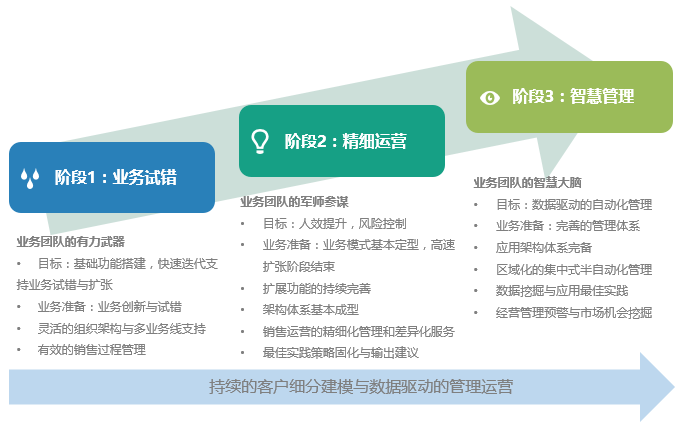 阶段1：业务试错
业务团队的有力武器
• 目标：基础功能搭建，快速迭代支
持业务试错与扩张
• 业务准备：业务创新与试错
• 灵活的组织架构与多业务线支持
• 有效的销售过程管理
阶段2：精细运营
业务团队的军师参谋
• 目标：人效提升，风险控制
• 业务准备：业务模式基本定型，高速
扩张阶段结束
• 扩展功能的持续完善
• 架构体系基本成型
• 销售运营的精细化管理和差异化服务
• 最佳实践策略固化与输出建议
阶段3：智慧管理
业务团队的智慧大脑
• 目标：数据驱动的自动化管理
• 业务准备：完善的管理体系
• 应用架构体系完备
• 区域化的集中式半自动化管理
• 数据挖掘与应用最佳实践
• 经营管理预警与市场机会挖掘
持续的客户细分建模与数据驱动的管理运营